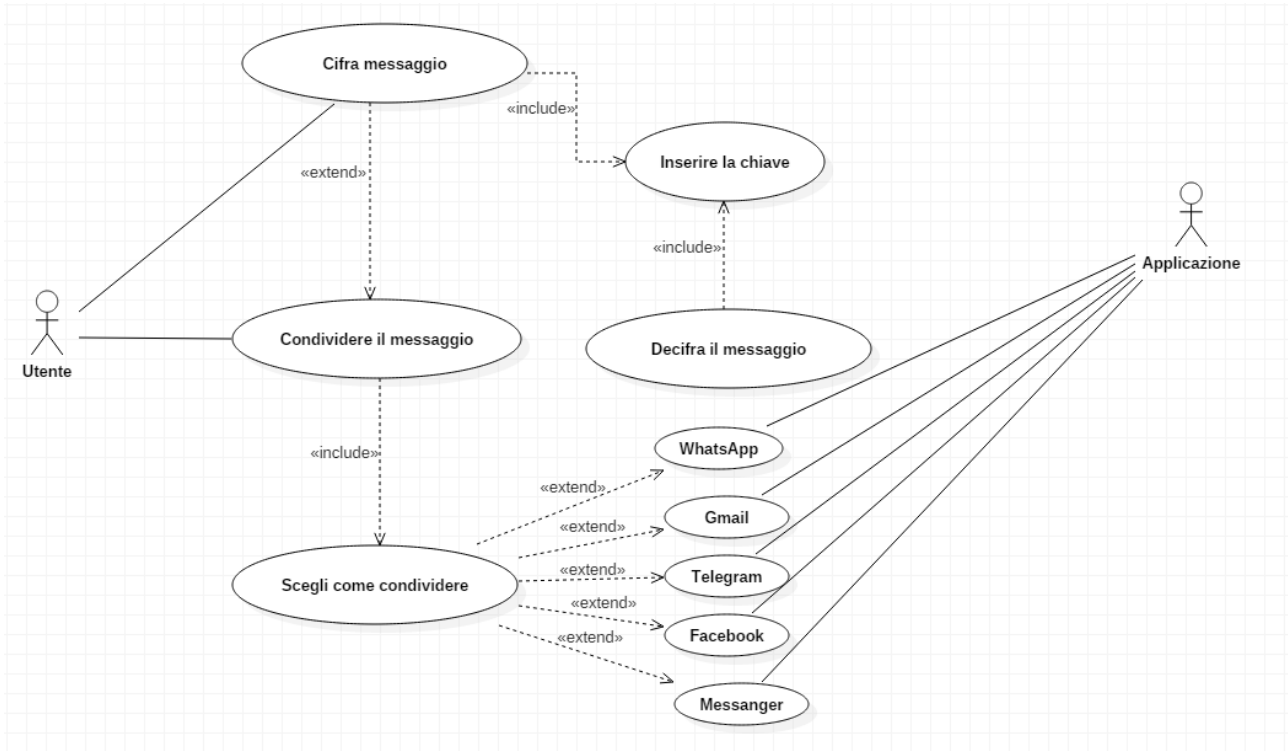 Cifra messaggio
«include»
Inserire la chiave
«extend»
«include»
Applicazione
Utente
Condividere il messaggio
Decifra il messaggio
«include»
WhatsApp
«extend»
Gmail
«extend»
Telegram
«extend»
Scegli come condividere
«extend»
Facebook
«extend»
Messanger